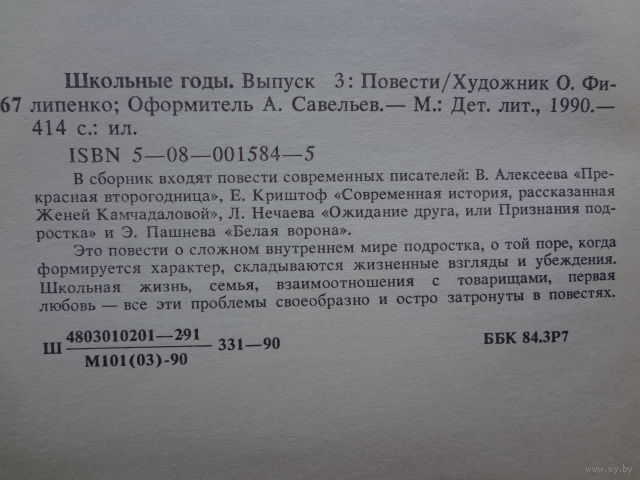 Школьные годы. Выпуск 3: Повести/Художник О. Фи-
67 липенко; Оформитель А. Савельев.— М.: Дет. лит., 1990.—
414 с.: ил.
ISBN 5—08—001584—5
В сборник входят повести современных писателей: В. Алексеева «Пре-
красная второгодница», Е. Криштоф «Современная история, рассказанная
Женей Камчадаловой», Л. Нечаева «Ожидание друга, или Признания под-
ростка» и Э. Пашнева «Белая ворона».
Это повести о сложном внутреннем мире подростка, о той поре, когда
формируется характер, складываются жизненные взгляды и убеждения.
Школьная жизнь, семья, взаимоотношения с товарищами, первая
любовь — все эти проблемы своеобразно и остро затронуты в повестях.
4803010201—291
Ш 331—90 ББК 84.3Р7
М101(03)-90
www.ay.by